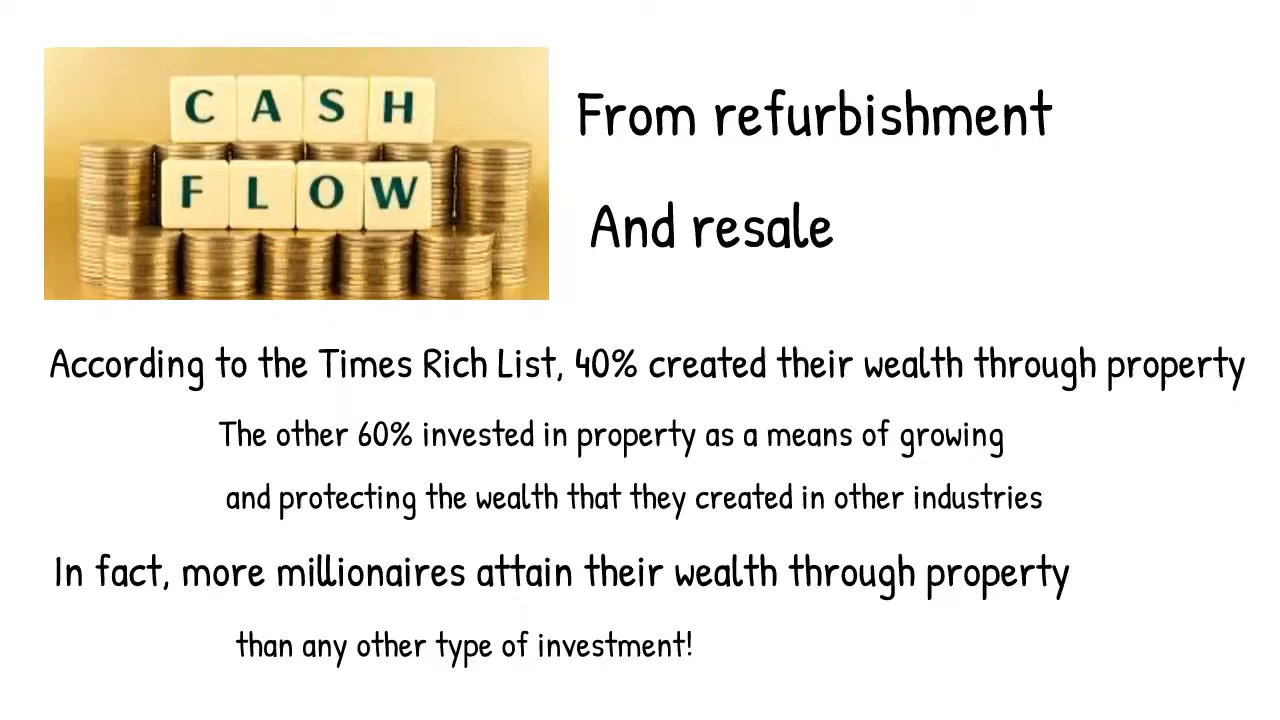 CASH
FLOW
From refurbishment
And resale
According to the Times Rich List, 40% created their wealth through property
The other 60% invested in property as a means of growing
and protecting the wealth that they created in other industries
In fact, more millionaires attain their wealth through property
than any other type of investment!